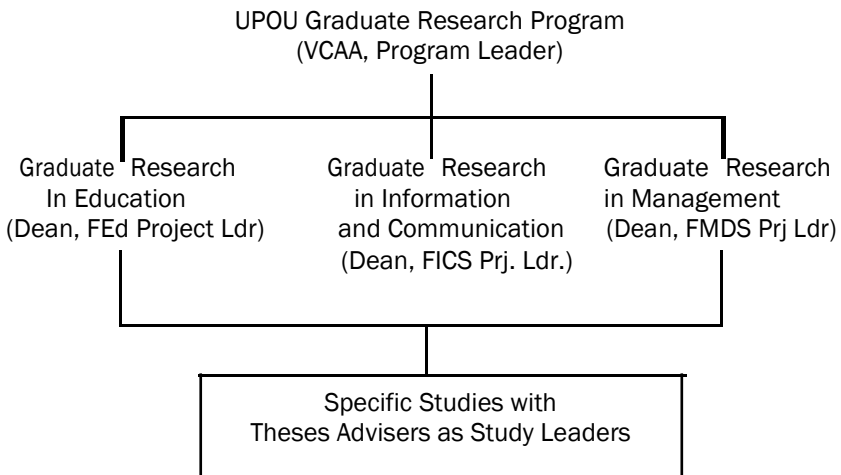 UPOU Graduate Research Program
(VCAA, Program Leader)
Graduate Research
In Education
(Dean, FEd Project Ldr)
Graduate Research
in Information
and Communication
(Dean, FICS Prj. Ldr.)
Graduate Research
in Management
(Dean, FMDS Prj Ldr)
Specific Studies with
Theses Advisers as Study Leaders